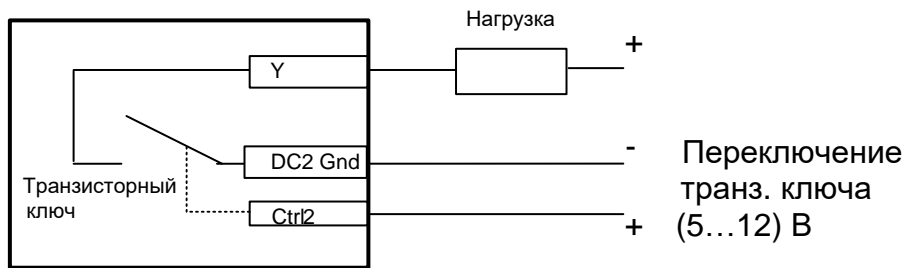 Нагрузка
+
Y
-
DC2 Gnd
Переключение
транз. ключа
(5…12) В
Транзисторный
ключ
Ctrl2
+